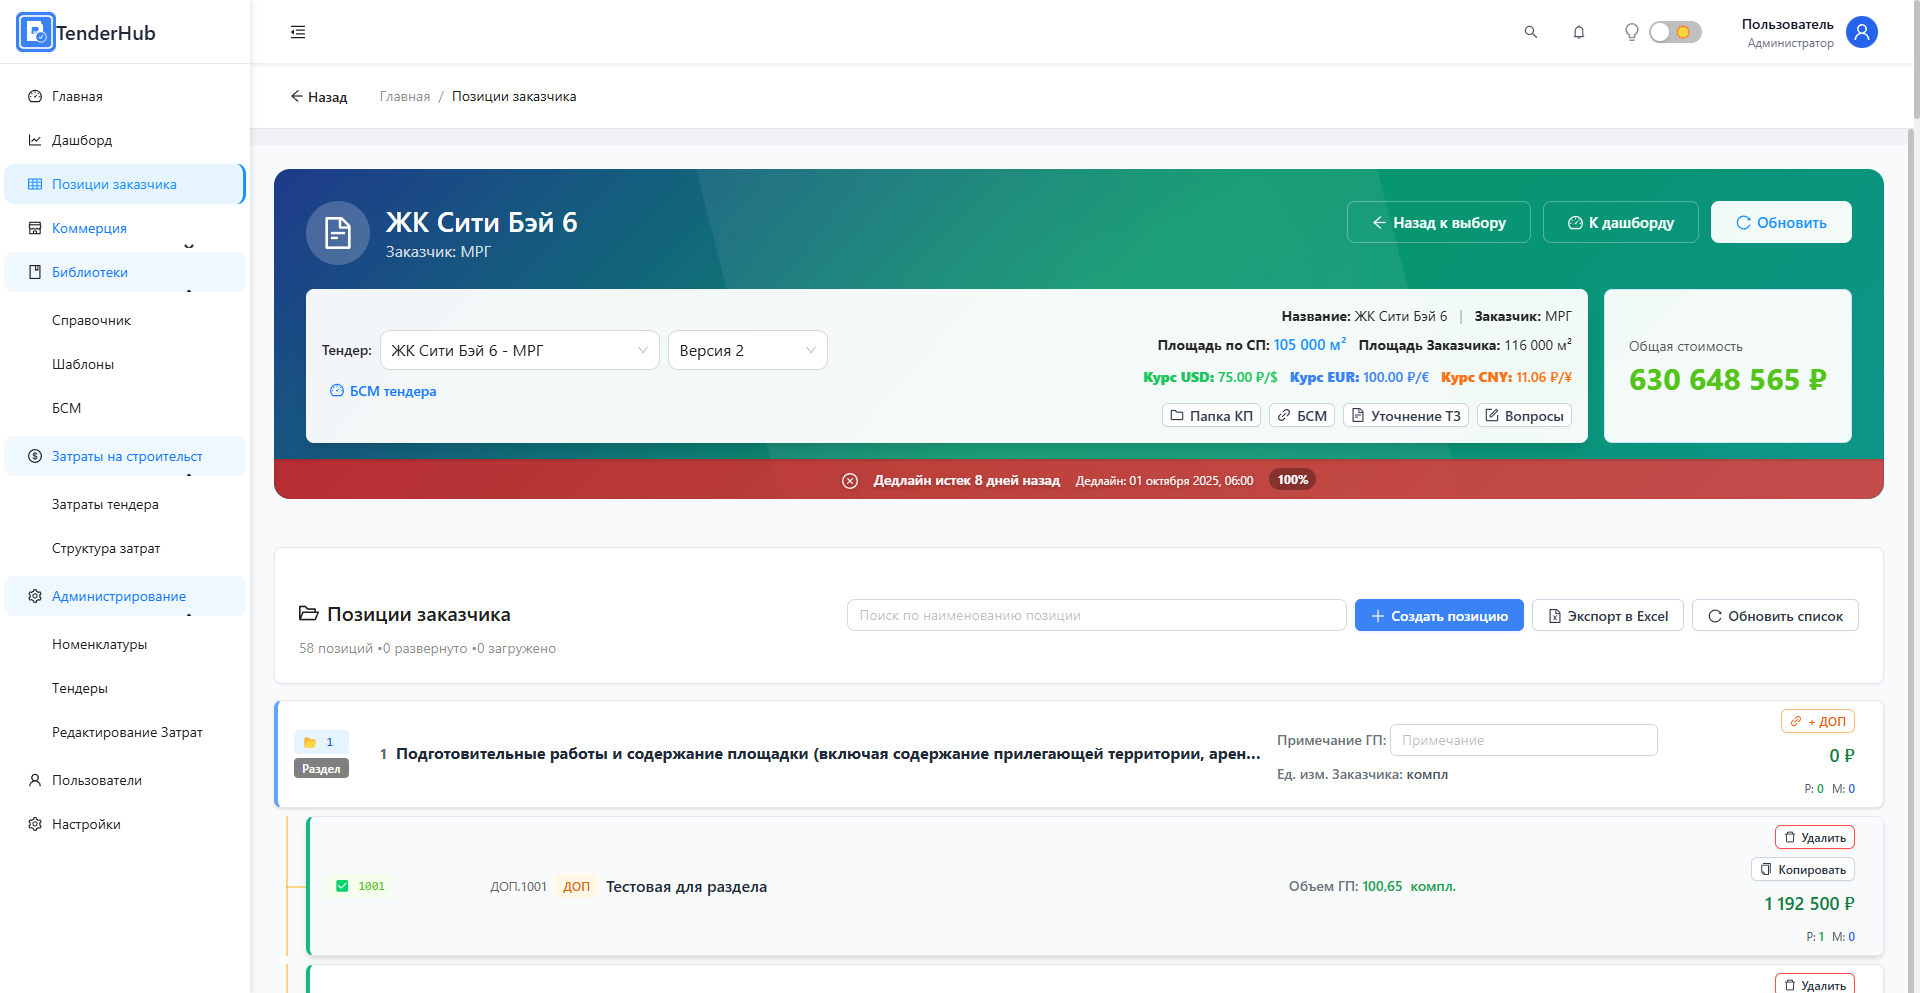 TenderHub
Пользователь
Администратор
Главная
Дашборд
Позиции заказчика
Коммерция
Библиотеки
Справочник
Шаблоны
БСМ
Затраты на строительст
Затраты тендера
Структура затрат
Администрирование
Номенклатуры
Тендеры
Редактирование Затрат
Пользователи
Настройки
Назад Главная / Позиции заказчика
ЖК Сити Бэй 6
Заказчик: МРГ
Назад к выбору К дашборду Обновить
Тендер: ЖК Сити Бэй 6 - МРГ Версия 2
БСМ тендера
Название: ЖК Сити Бэй 6 | Заказчик: МРГ
Площадь по СП: 105 000 м² Площадь Заказчика: 116 000 м²
Курс USD: 75.00 ₽/$ Курс EUR: 100.00 ₽/€ Курс CNY: 11.06 ₽/¥
Папка КП БСМ Уточнение ТЗ Вопросы
Общая стоимость
630 648 565 ₽
Дедлайн истек 8 дней назад Дедлайн: 01 октября 2025, 06:00 100%
Позиции заказчика
58 позиций •0 развернуто •0 загружено
Поиск по наименованию позиции
+ Создать позицию Экспорт в Excel Обновить список
1
Раздел
1 Подготовительные работы и содержание площадки (включая содержание прилегающей территории, арен...
Примечание ГП: Примечание
Ед. изм. Заказчика: компл
+ ДОП
0 ₽
Р: 0 М: 0
1001
ДОП.1001 ДОП Тестовая для раздела
Объем ГП: 100,65 компл.
Удалить
Копировать
1 192 500 ₽
Р: 1 М: 0
Удалить